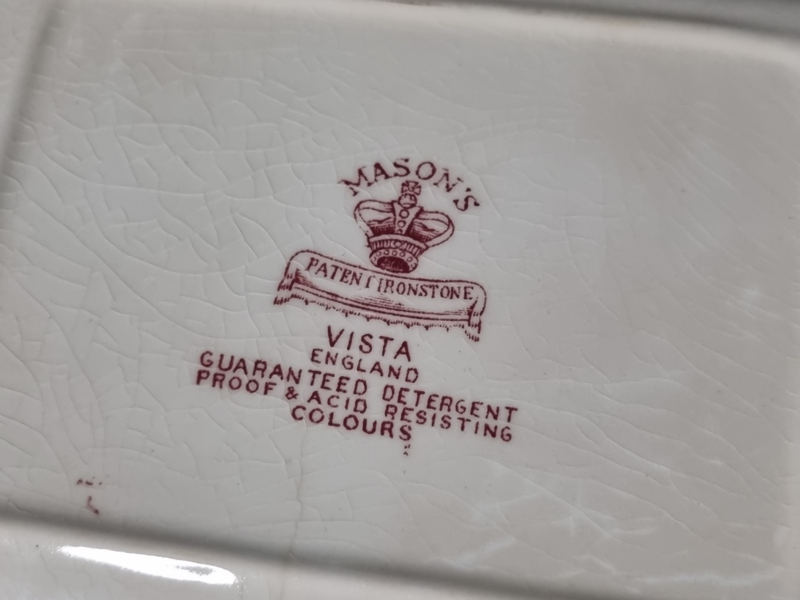 MASON'S
PATENT IRONSTONE
VISTA
ENGLAND
GUARANTEED DETERGENT
PROOF & ACID RESISTING
COLOURS